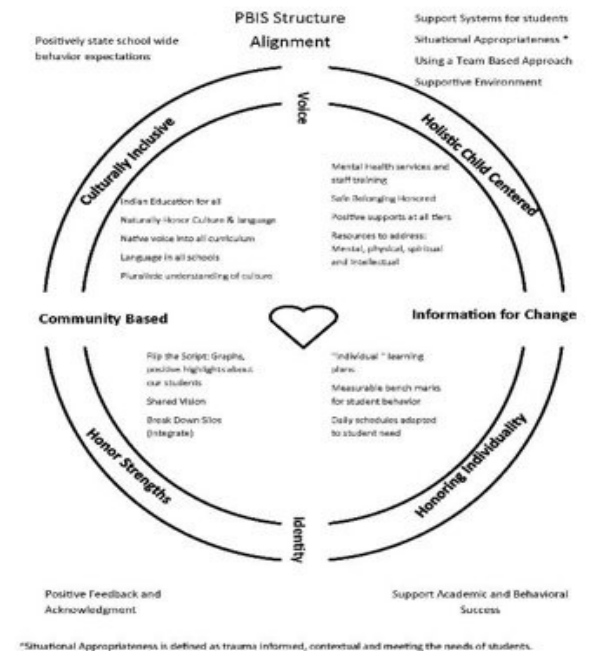 PBIS Structure
Alignment
Positively state school wide
behavior expectations
Support Systems for students
Situational Appropriateness *
Using a Team Based Approach
Supportive Environment
Voice
Culturally Inclusive
Holistic Child Centered
Indian Education for all
Naturally Honor Culture & language
Native voice into all curriculum
Language in all schools
Pluralistic understanding of culture
Mental Health services and
staff training
Safe Belonging Honored
Positive supports at all tiers
Resources to address:
Mental, physical, spiritual
and Intellectual
Community Based
Information for Change
Flip the Script: Graphs,
positive highlights about
our students
Shared Vision
Break Down Silos
(Integrate)
"Individual " learning
plans
Measurable bench marks
for student behavior
Daily schedules adapted
to student need
Honor Strengths
Honoring Individuality
Identity
Positive Feedback and
Acknowledgment
Support Academic and Behavioral
Success
*Situational Appropriateness is defined as trauma informed, contextual and meeting the needs of students.